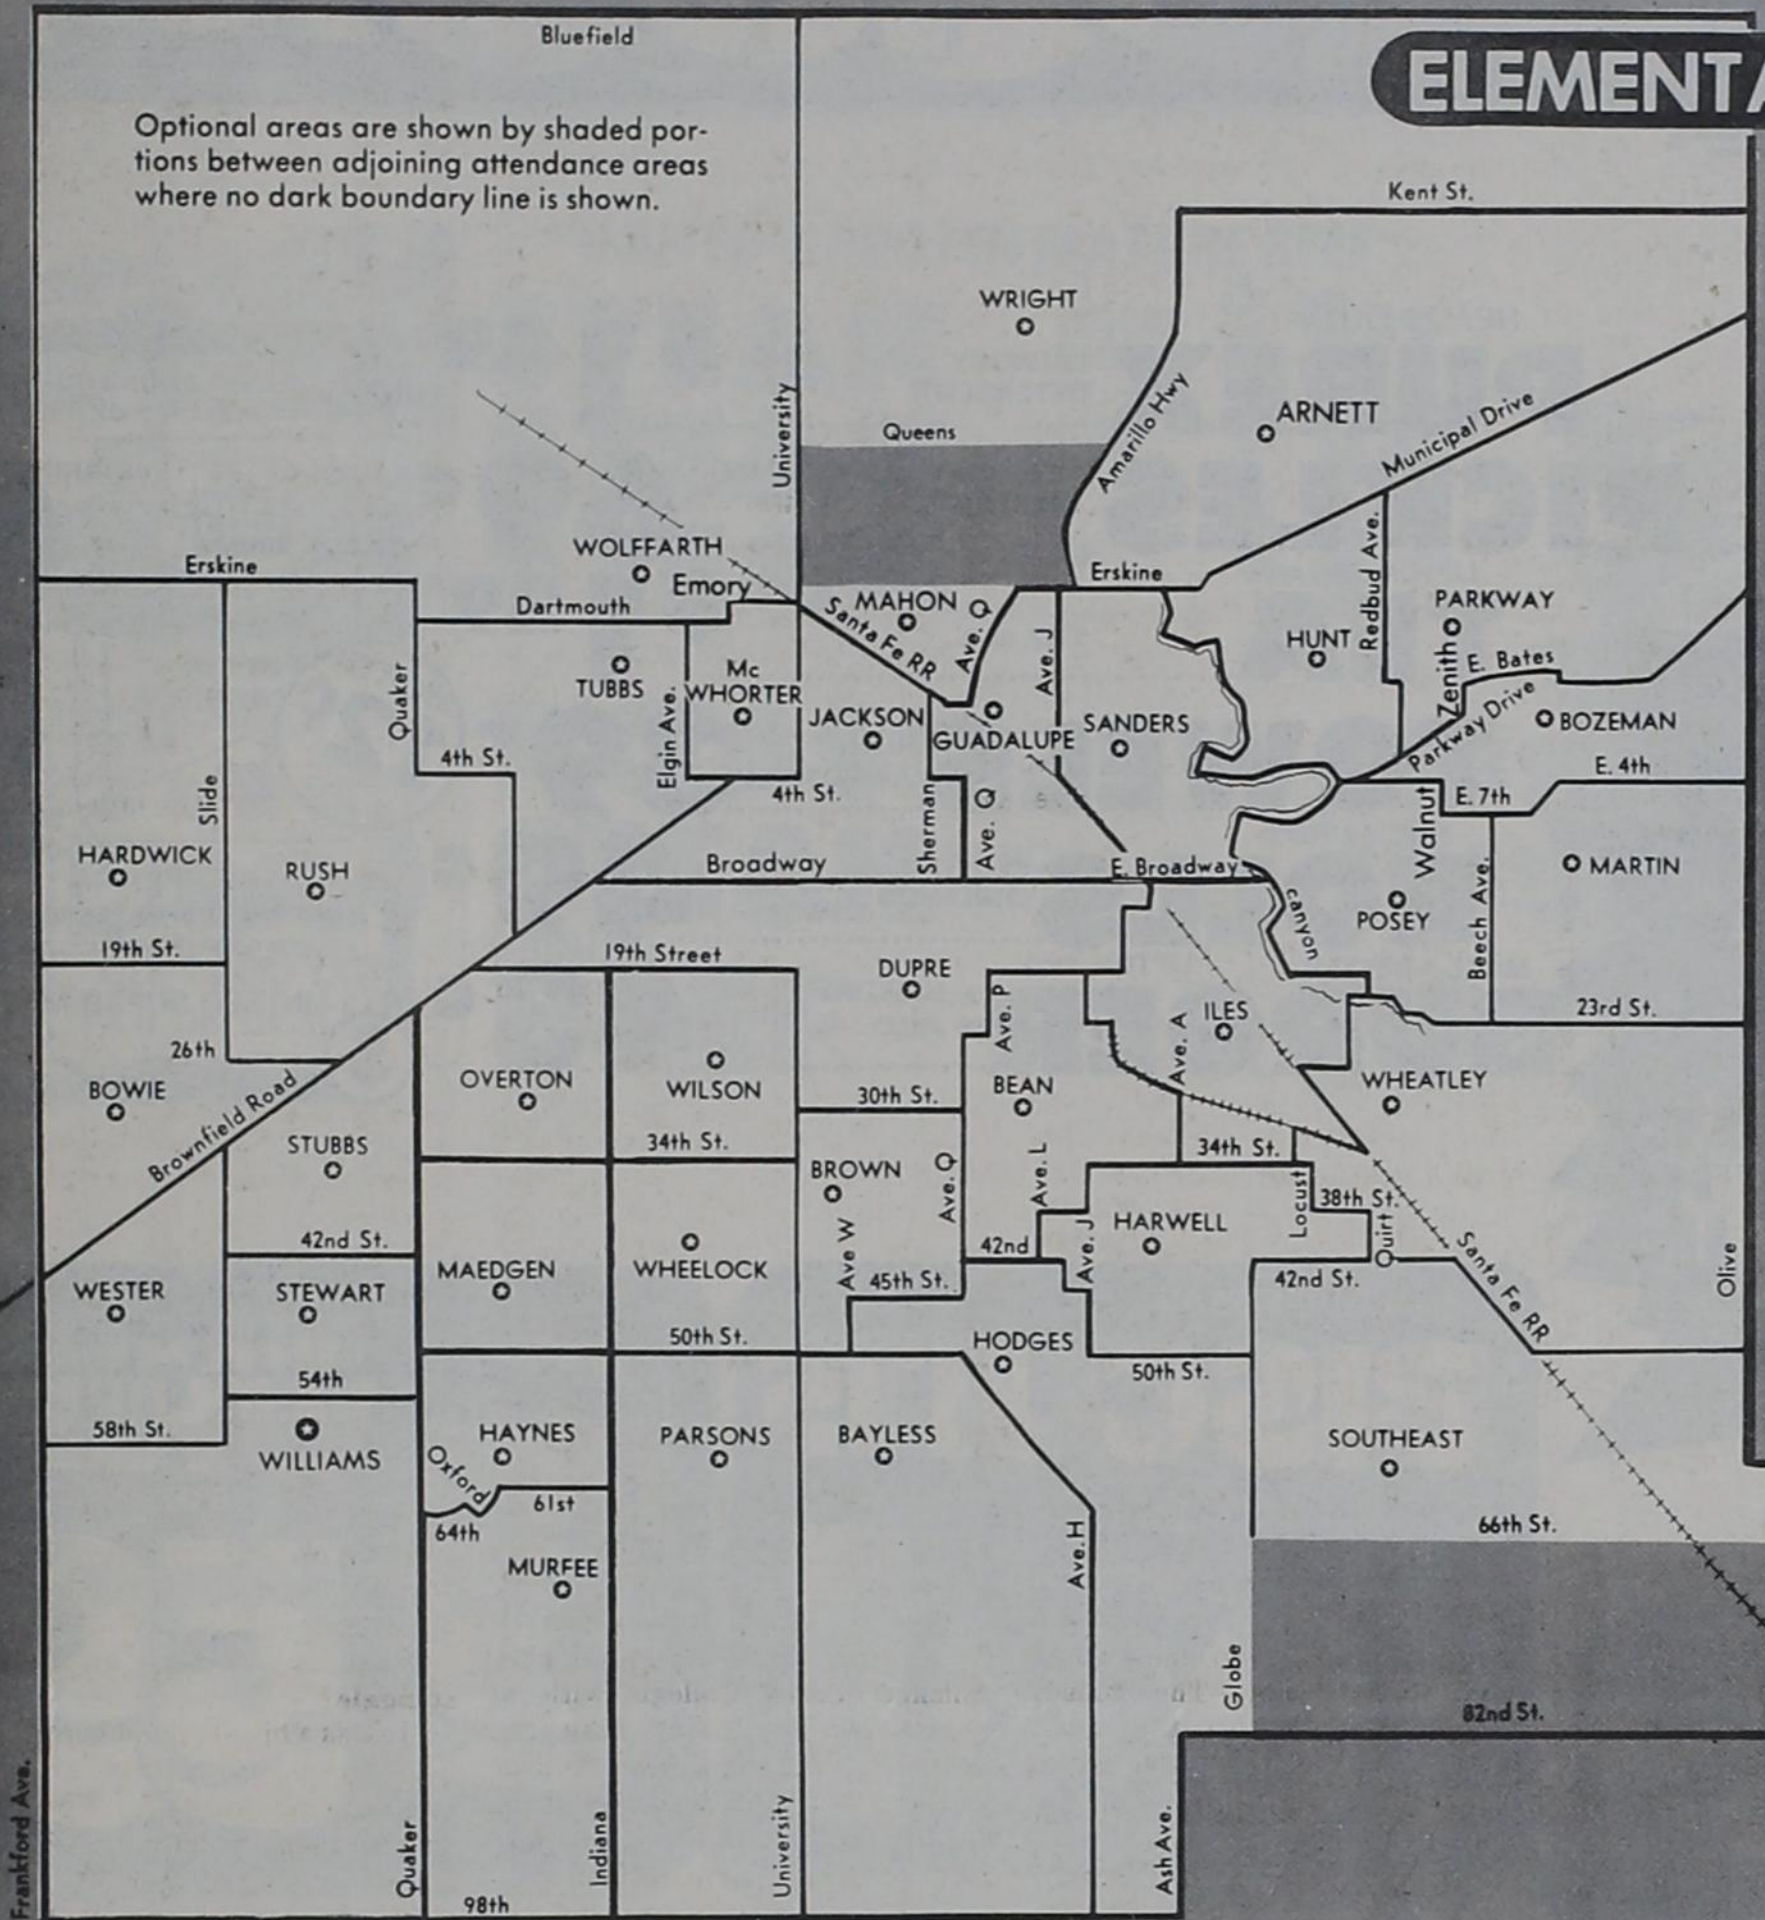 Bluefield
ELEMENTA
Optional areas are shown by shaded por-
tions between adjoining attendance areas
where no dark boundary line is shown.
Kent St.
WRIGHT
Amarillo Hwy
ARNETT
Municipal Drive
University
Queens
WOLFFARTH
Erskine
Emory
Dartmouth
Erskine
MAHON
Santa Fe RR
Ave. Q
Ave. J
Redbud Ave.
PARKWAY
HUNT
Zenith
E. Bates
Parkway Drive
BOZEMAN
Quaker
TUBBS
Elgin Ave.
Mc
WHORTER
JACKSON
GUADALUPE
SANDERS
4th St.
4th St.
E. 4th
E. 7th
Slide
Sherman
Ave. Q
Walnut
HARDWICK
RUSH
Broadway
E. Broadway
MARTIN
canyon
POSEY
Beech Ave.
19th St.
19th Street
DUPRE
Ave. P
ILES
23rd St.
26th
Ave. A
BOWIE
Brownfield Road
OVERTON
WILSON
30th St.
BEAN
WHEATLEY
STUBBS
34th St.
BROWN
Ave. Q
Ave. L
34th St.
Locust
38th St.
42nd St.
Ave W
42nd
Ave. J
HARWELL
Quirt
Santa Fe RR
Olive
WESTER
STEWART
MAEDGEN
WHEELOCK
45th St.
42nd St.
50th St.
HODGES
50th St.
54th
58th St.
WILLIAMS
HAYNES
PARSONS
BAYLESS
SOUTHEAST
Oxford
61st
64th
66th St.
MURFEE
Ave. H
Globe
82nd St.
Frankford Ave.
Quaker
Indiana
University
Ash Ave.
98th